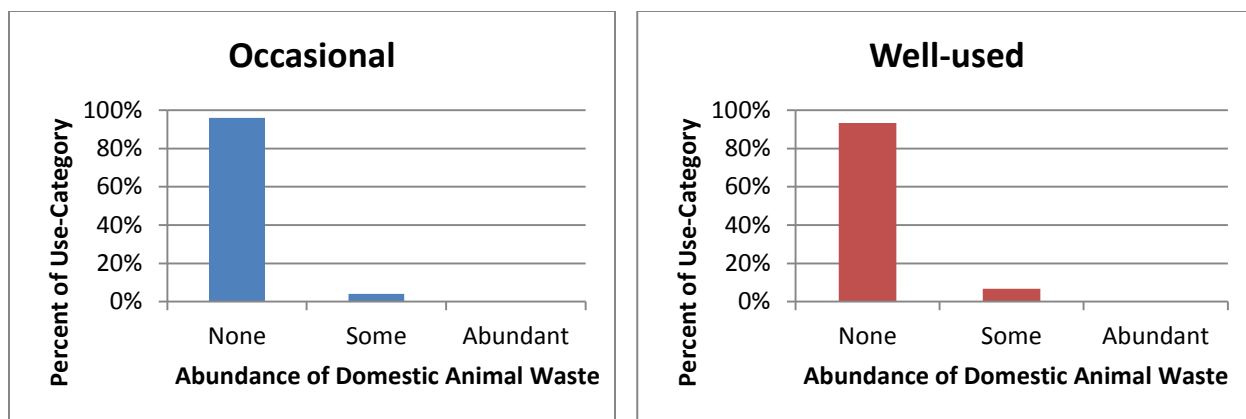 Occasional
Percent of Use-Category
100%
80%
60%
40%
20%
0%
None Some Abundant
Abundance of Domestic Animal Waste
Well-used
Percent of Use-Category
100%
80%
60%
40%
20%
0%
None Some Abundant
Abundance of Domestic Animal Waste